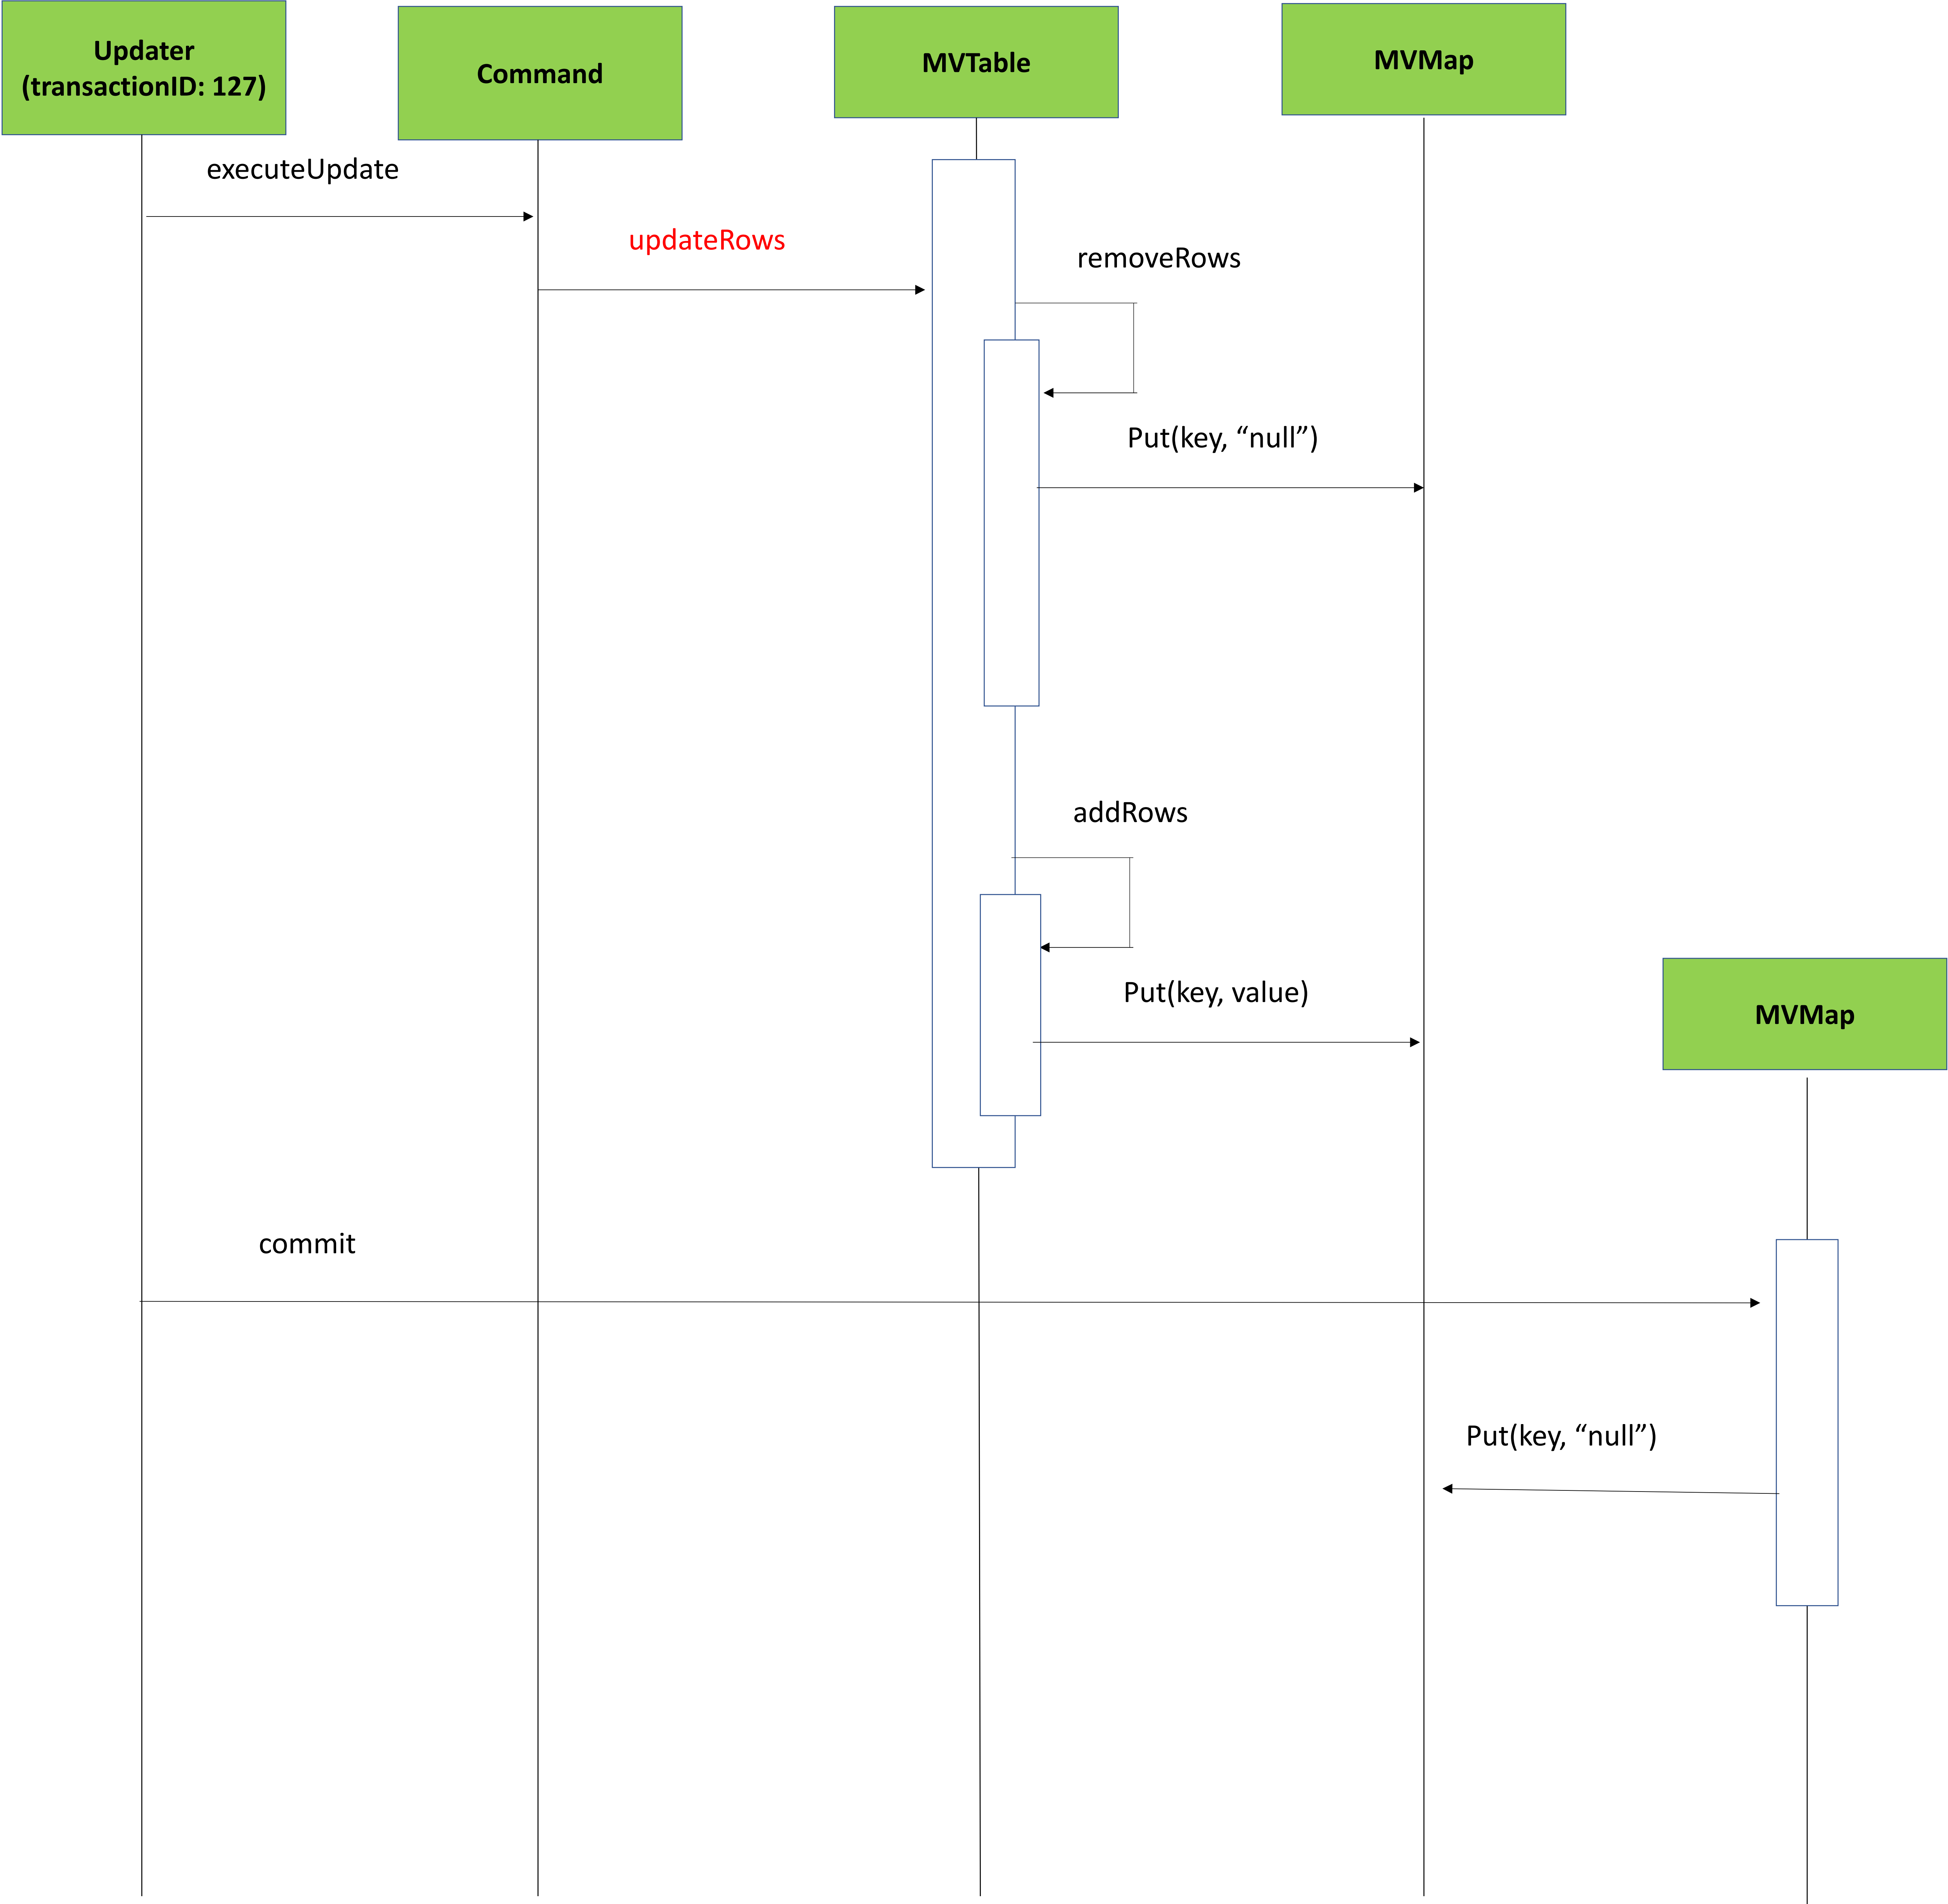 Updater
(transactionID: 127)
Command
MVTable
MVMap
executeUpdate
updateRows
removeRows
Put(key, “null”)
addRows
Put(key, value)
MVMap
commit
Put(key, “null”)